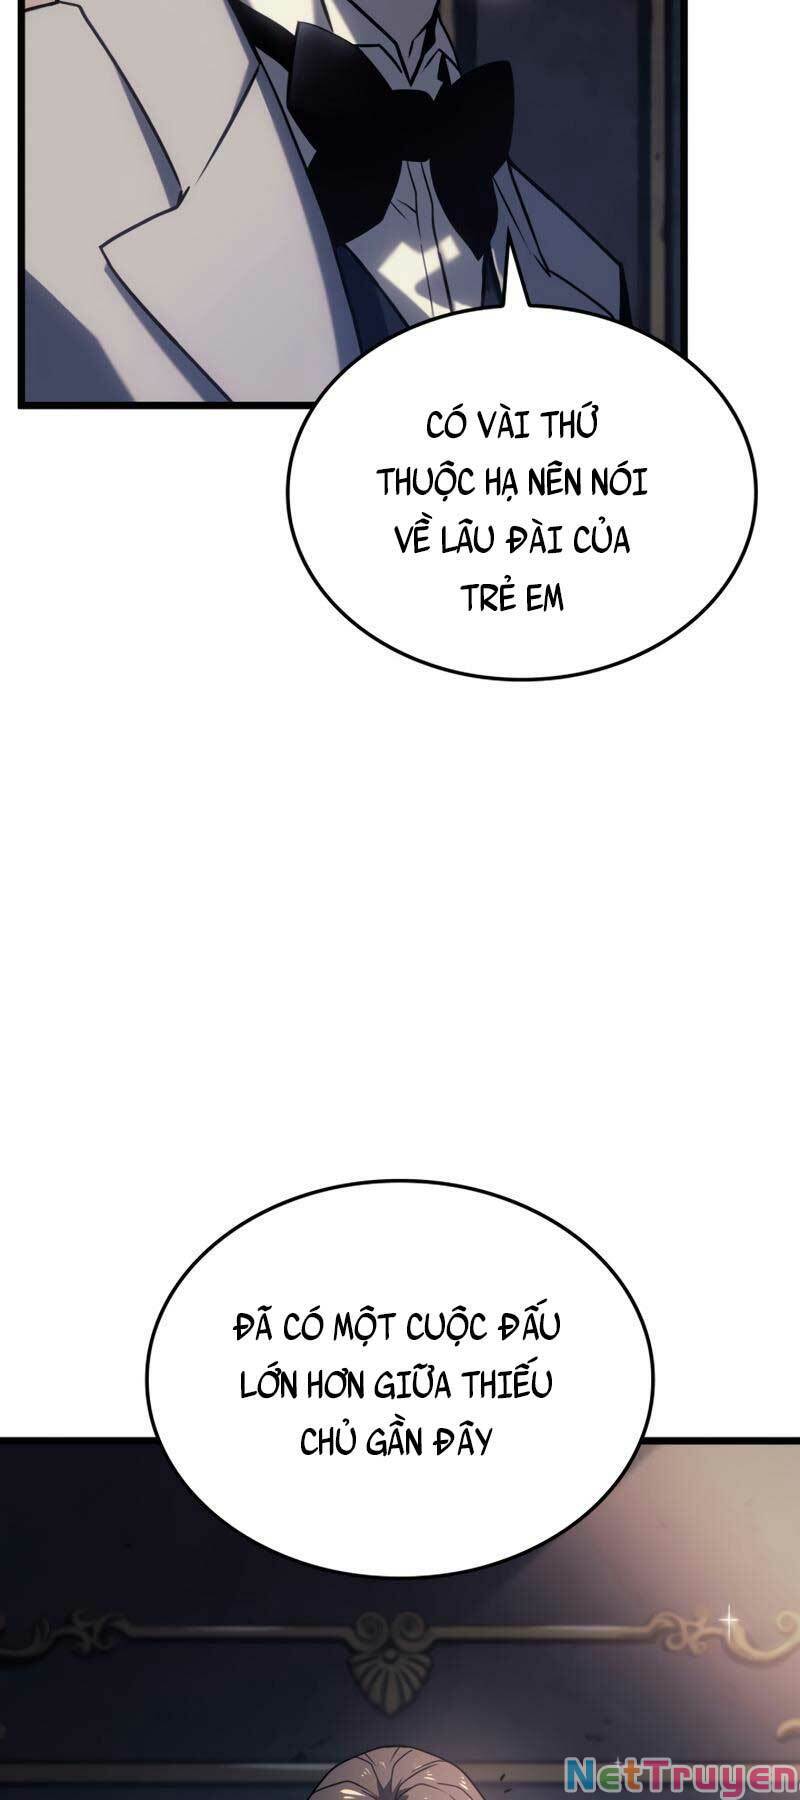 CÓ VÀI THỨ
THUỘC HẠ NÊN NÓI
VỀ LÂU ĐÀI CỦA
TRẺ EM
ĐÃ CÓ MỘT CUỘC ĐẤU
LỚN HƠN GIỮA THIẾU
CHỦ GẦN ĐÂY
NetTruyen